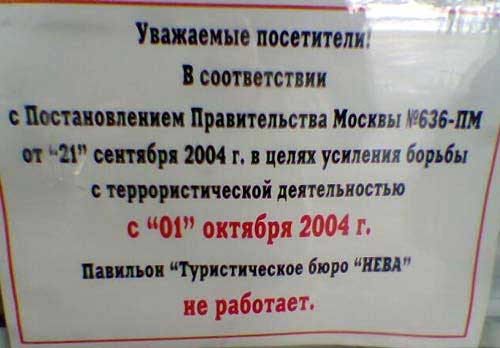 Уважаемые посетители!
В соответствии
с Постановлением Правительства Москвы №636-ПМ
от "21" сентября 2004 г. в целях усиления борьбы
с террористической деятельностью
с "01" октября 2004 г.
Павильон "Туристическое бюро "НЕВА"
не работает.